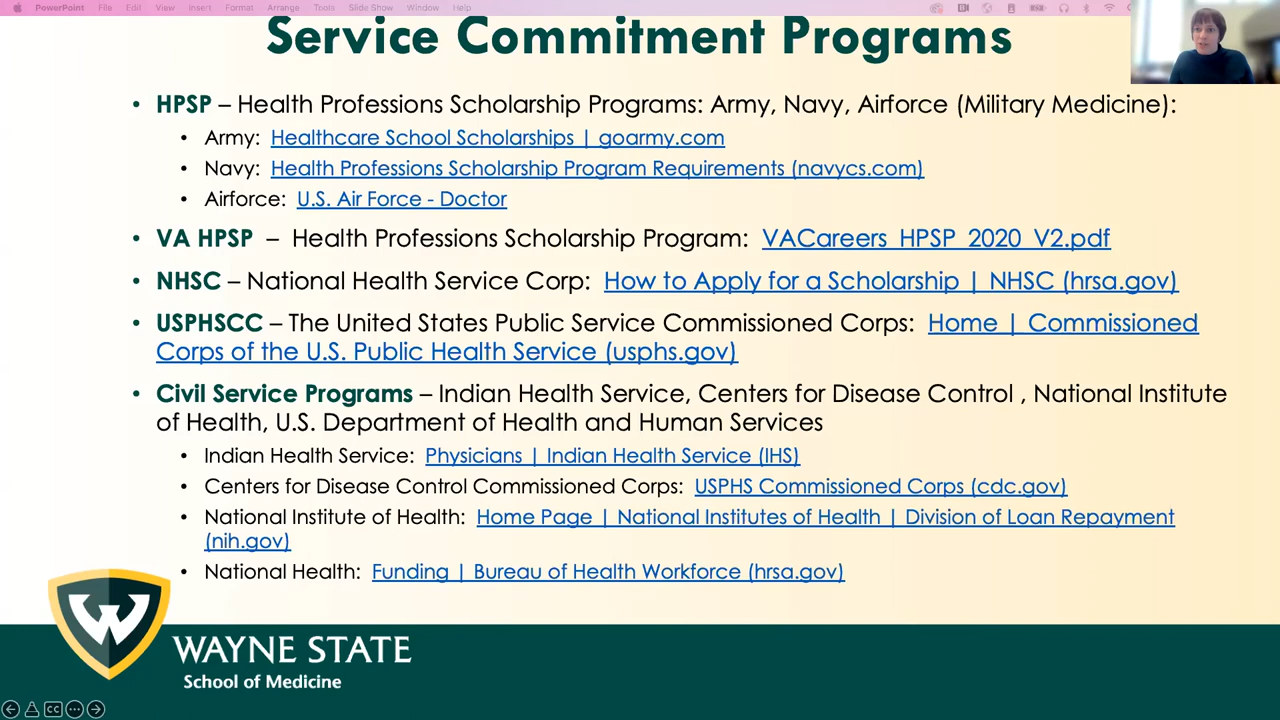 PowerPoint File Edit View Insert Format Arrange Tools Slide Show Window Help
Service Commitment Programs
• HPSP – Health Professions Scholarship Programs: Army, Navy, Airforce (Military Medicine):
• Army: Healthcare School Scholarships | goarmy.com
• Navy: Health Professions Scholarship Program Requirements (navycs.com)
• Airforce: U.S. Air Force - Doctor
• VA HPSP – Health Professions Scholarship Program: VACareers_HPSP_2020_V2.pdf
• NHSC – National Health Service Corp: How to Apply for a Scholarship | NHSC (hrsa.gov)
• USPHSCC – The United States Public Service Commissioned Corps: Home | Commissioned
Corps of the U.S. Public Health Service (usphs.gov)
• Civil Service Programs – Indian Health Service, Centers for Disease Control , National Institute
of Health, U.S. Department of Health and Human Services
• Indian Health Service: Physicians | Indian Health Service (IHS)
• Centers for Disease Control Commissioned Corps: USPHS Commissioned Corps (cdc.gov)
• National Institute of Health: Home Page | National Institutes of Health | Division of Loan Repayment
(nih.gov)
• National Health: Funding | Bureau of Health Workforce (hrsa.gov)
W
WAYNE STATE
School of Medicine
CC